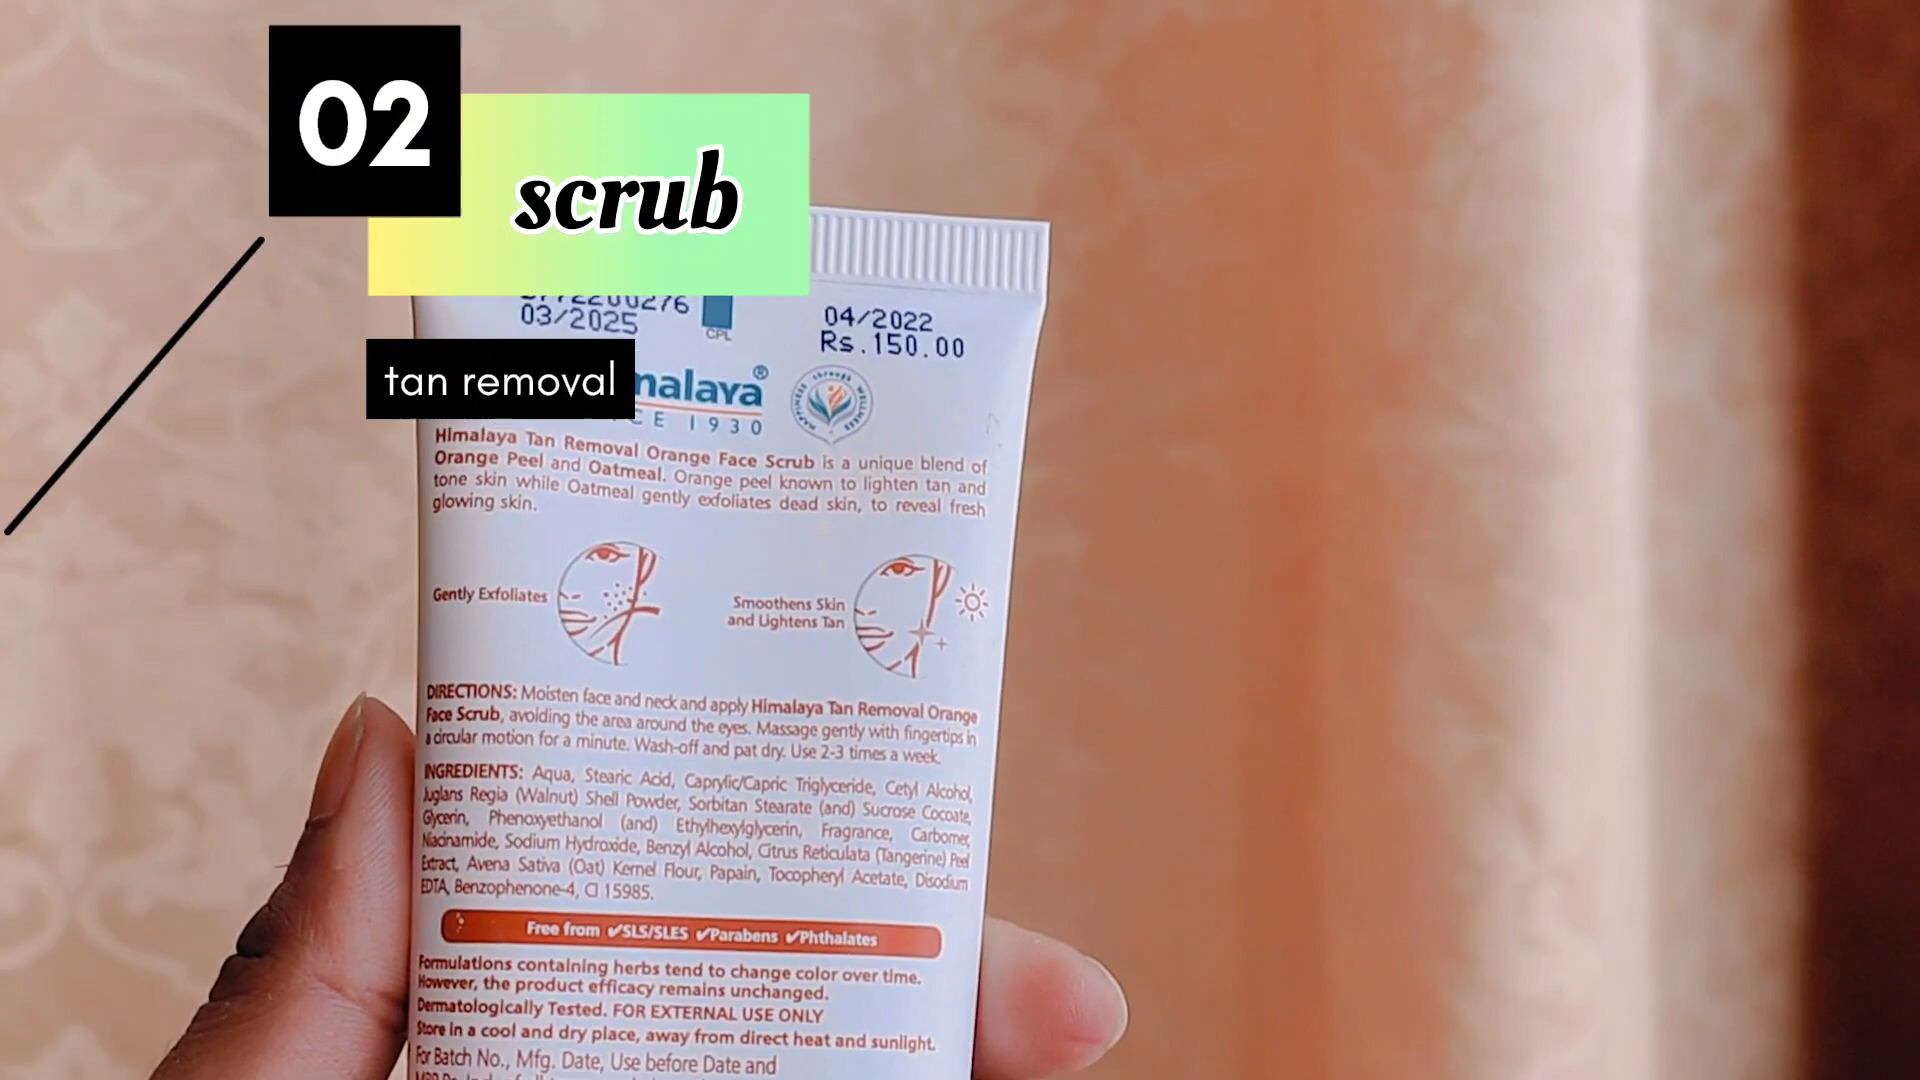 02
scrub
tan removal
03/2025
CPL
04/2022
Rs.150.00
malaya®
CE 1930
HAPPINESS through WELLNESS
Himalaya Tan Removal Orange Face Scrub is a unique blend of
Orange Peel and Oatmeal. Orange peel known to lighten tan and
tone skin while Oatmeal gently exfoliates dead skin, to reveal fresh
glowing skin.
Gently Exfoliates
Smoothens Skin
and Lightens Tan
DIRECTIONS: Moisten face and neck and apply Himalaya Tan Removal Orange
Face Scrub, avoiding the area around the eyes. Massage gently with fingertips in
a circular motion for a minute. Wash-off and pat dry. Use 2-3 times a week.
INGREDIENTS: Aqua, Stearic Acid, Caprylic/Capric Triglyceride, Cetyl Alcohol,
Juglans Regia (Walnut) Shell Powder, Sorbitan Stearate (and) Sucrose Cocoate,
Glycerin, Phenoxyethanol (and) Ethylhexylglycerin, Fragrance, Carbomer,
Niacinamide, Sodium Hydroxide, Benzyl Alcohol, Citrus Reticulata (Tangerine) Peel
Extract, Avena Sativa (Oat) Kernel Flour, Papain, Tocopheryl Acetate, Disodium
EDTA, Benzophenone-4, CI 15985.
Free from ✓SLS/SLES ✓Parabens ✓Phthalates
Formulations containing herbs tend to change color over time.
However, the product efficacy remains unchanged.
Dermatologically Tested. FOR EXTERNAL USE ONLY
Store in a cool and dry place, away from direct heat and sunlight.
For Batch No., Mfg. Date, Use before Date and